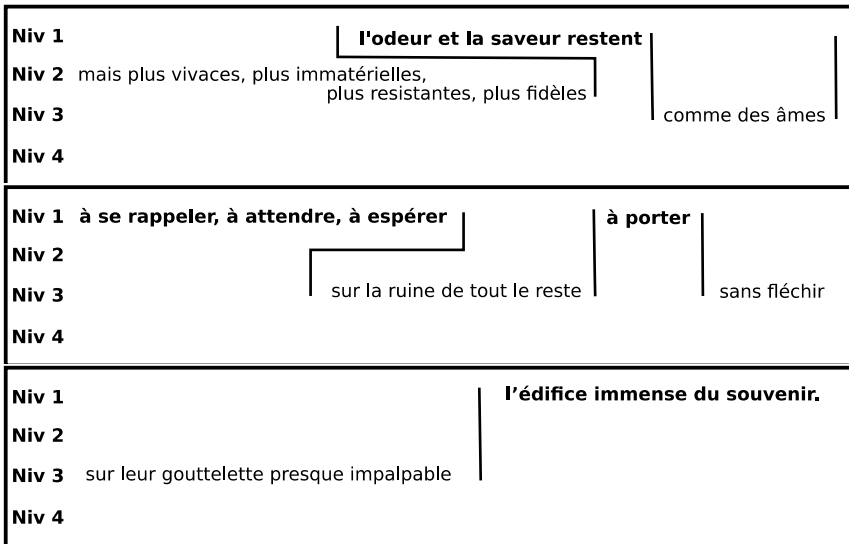 Niv 1 l'odeur et la saveur restent
Niv 2 mais plus vivaces, plus immatérielles,
plus resistantes, plus fidèles
Niv 3 comme des âmes
Niv 4
Niv 1 à se rappeler, à attendre, à espérer à porter
Niv 2
Niv 3 sur la ruine de tout le reste sans fléchir
Niv 4
Niv 1 l’édifice immense du souvenir.
Niv 2
Niv 3 sur leur gouttelette presque impalpable
Niv 4